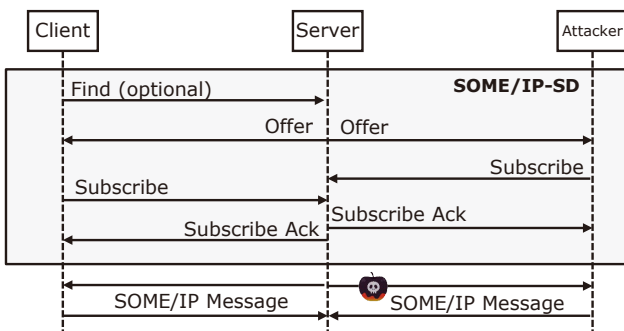 Client Server Attacker
SOME/IP-SD
Find (optional)
Offer Offer
Subscribe
Subscribe
Subscribe Ack
Subscribe Ack
SOME/IP Message SOME/IP Message